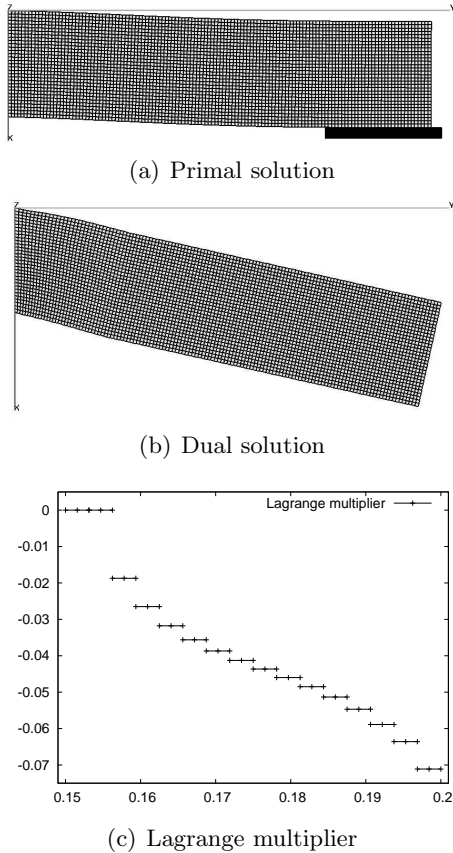 Z
Y
X
(a) Primal solution
Z
Y
X
(b) Dual solution
Lagrange multiplier
0
-0.01
-0.02
-0.03
-0.04
-0.05
-0.06
-0.07
0.15 0.16 0.17 0.18 0.19 0.2
(c) Lagrange multiplier